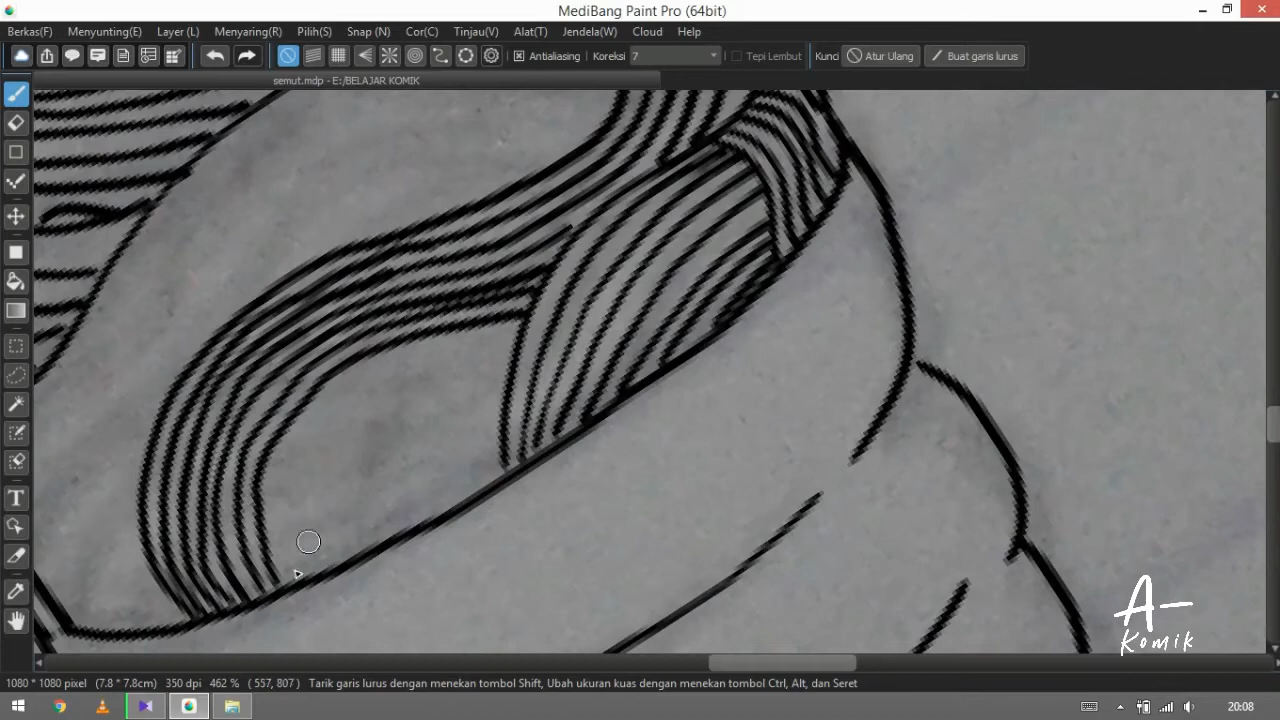 MediBang Paint Pro (64bit)
Berkas(F) Menyunting(E) Layer (L) Menyaring(R) Pilih(S) Snap (N) Cor(C) Tinjau(V) Alat(T) Jendela(W) Cloud Help
Antialiasing Koreksi 7 Tepi Lembut Kunci Atur Ulang Buat garis lurus
semut.mdp - E:/BELAJAR KOMIK
T
A-
Komik
1080 * 1080 pixel (7.8 * 7.8cm) 350 dpi 462 % ( 557, 807 ) Tarik garis lurus dengan menekan tombol Shift, Ubah ukuran kuas dengan menekan tombol Ctrl, Alt, dan Seret
20:08